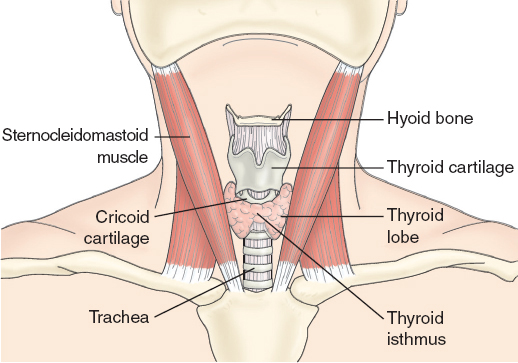 Hyoid bone
Sternocleidomastoid
muscle
Thyroid cartilage
Cricoid
cartilage
Thyroid
lobe
Trachea
Thyroid
isthmus